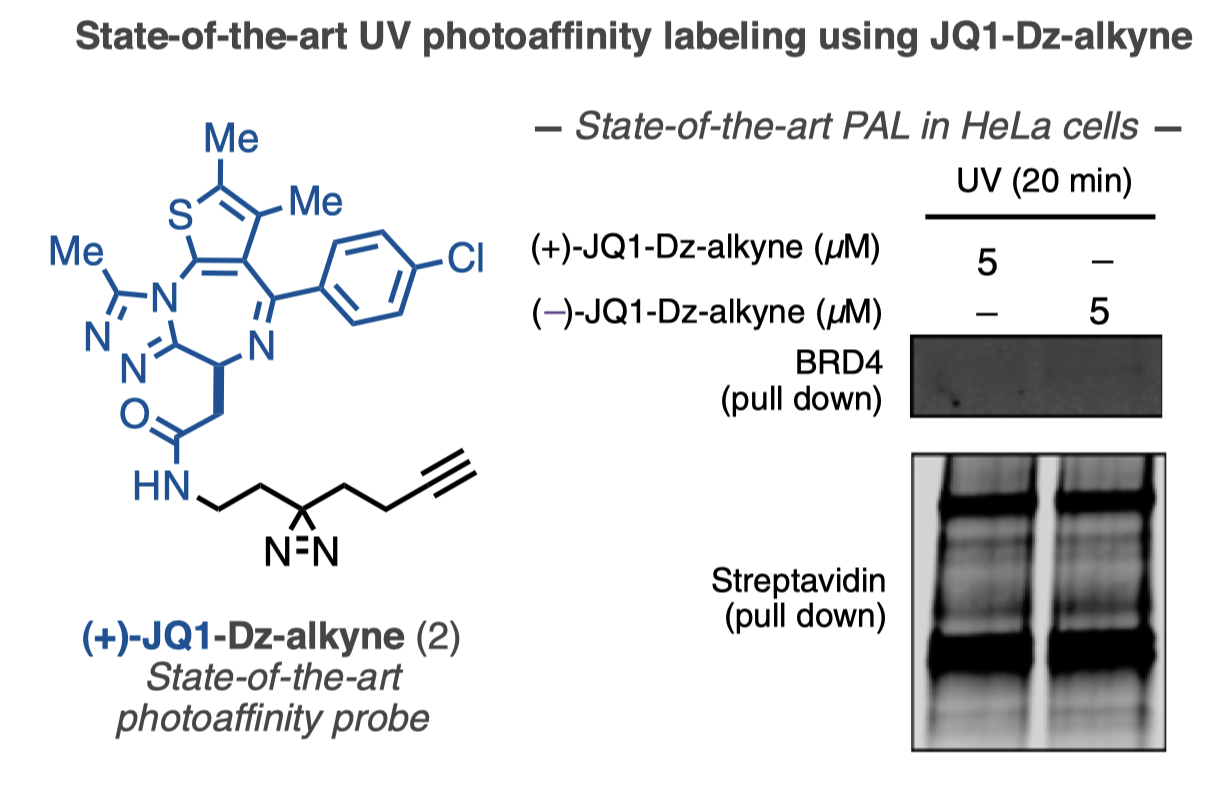 State-of-the-art UV photoaffinity labeling using JQ1-Dz-alkyne
— State-of-the-art PAL in HeLa cells —
UV (20 min)
(+)-JQ1-Dz-alkyne (µM) 5 –
(–)-JQ1-Dz-alkyne (µM) – 5
BRD4
(pull down)
Streptavidin
(pull down)
Me
Me
S
Me
Cl
N
N
N
N
O
HN
N=N
(+)-JQ1-Dz-alkyne (2)
State-of-the-art
photoaffinity probe